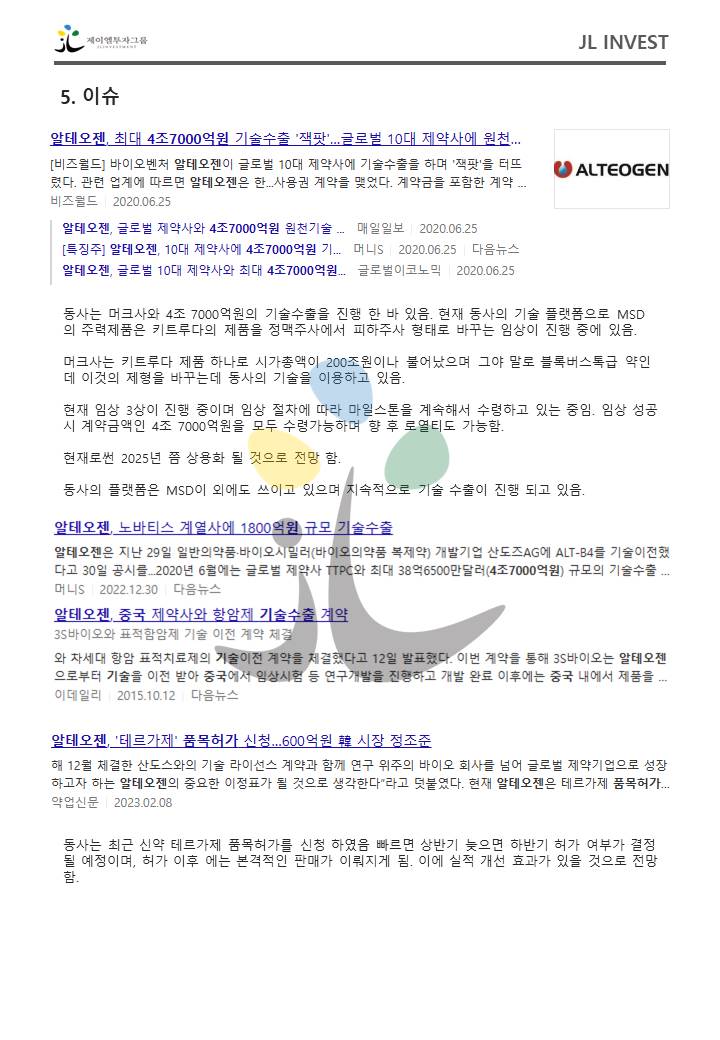 제이엘투자그룹
JLINVESTMENT
JL INVEST
5. 이슈
알테오젠, 최대 4조7000억원 기술수출 '잭팟'...글로벌 10대 제약사에 원천...
[비즈월드] 바이오벤처 알테오젠이 글로벌 10대 제약사에 기술수출을 하며 '잭팟'을 터뜨
렸다. 관련 업계에 따르면 알테오젠은 한...사용권 계약을 맺었다. 계약금을 포함한 계약 ...
비즈월드 | 2020.06.25
ALTEOGEN
알테오젠, 글로벌 제약사와 4조7000억원 원천기술 ... 매일일보 | 2020.06.25
[특징주] 알테오젠, 10대 제약사에 4조7000억원 기... 머니S | 2020.06.25 | 다음뉴스
알테오젠, 글로벌 10대 제약사와 최대 4조7000억원... 글로벌이코노믹 | 2020.06.25
동사는 머크사와 4조 7000억원의 기술수출을 진행 한 바 있음. 현재 동사의 기술 플랫폼으로 MSD
의 주력제품은 키트루다의 제품을 정맥주사에서 피하주사 형태로 바꾸는 임상이 진행 중에 있음.
머크사는 키트루다 제품 하나로 시가총액이 200조원이나 불어났으며 그야 말로 블록버스톡급 약인
데 이것의 제형을 바꾸는데 동사의 기술을 이용하고 있음.
현재 임상 3상이 진행 중이며 임상 절차에 따라 마일스톤을 계속해서 수령하고 있는 중임. 임상 성공
시 계약금액인 4조 7000억원을 모두 수령가능하며 향 후 로열티도 가능함.
현재로썬 2025년 쯤 상용화 될 것으로 전망 함.
동사의 플랫폼은 MSD이 외에도 쓰이고 있으며 지속적으로 기술 수출이 진행 되고 있음.
알테오젠, 노바티스 계열사에 1800억원 규모 기술수출
알테오젠은 지난 29일 일반의약품·바이오시밀러(바이오의약품 복제약) 개발기업 산도즈AG에 ALT-B4를 기술이전했
다고 30일 공시를...2020년 6월에는 글로벌 제약사 TTPC와 최대 38억6500만달러(4조7000억원) 규모의 기술수출 ...
머니S | 2022.12.30 | 다음뉴스
알테오젠, 중국 제약사와 항암제 기술수출 계약
3S바이오와 표적함암제 기술 이전 계약 체결
와 차세대 항암 표적치료제의 기술이전 계약을 체결했다고 12일 발표했다. 이번 계약을 통해 3S바이오는 알테오젠
으로부터 기술을 이전 받아 중국에서 임상시험 등 연구개발을 진행하고 개발 완료 이후에는 중국 내에서 제품을 ...
이데일리 | 2015.10.12 | 다음뉴스
알테오젠, '테르가제' 품목허가 신청...600억원 韓 시장 정조준
해 12월 체결한 산도스와의 기술 라이선스 계약과 함께 연구 위주의 바이오 회사를 넘어 글로벌 제약기업으로 성장
하고자 하는 알테오젠의 중요한 이정표가 될 것으로 생각한다"라고 덧붙였다. 현재 알테오젠은 테르가제 품목허가...
약업신문 | 2023.02.08
동사는 최근 신약 테르가제 품목허가를 신청 하였음 빠르면 상반기 늦으면 하반기 허가 여부가 결정
될 예정이며, 허가 이후 에는 본격적인 판매가 이뤄지게 됨. 이에 실적 개선 효과가 있을 것으로 전망
함.